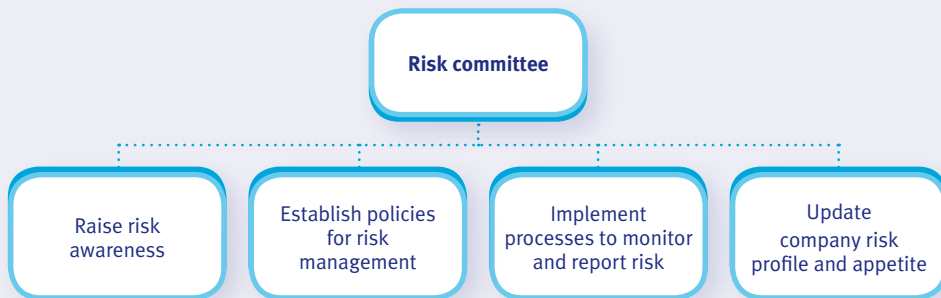 Risk committee
Raise risk
awareness
Establish policies
for risk
management
Implement
processes to monitor
and report risk
Update
company risk
profile and appetite